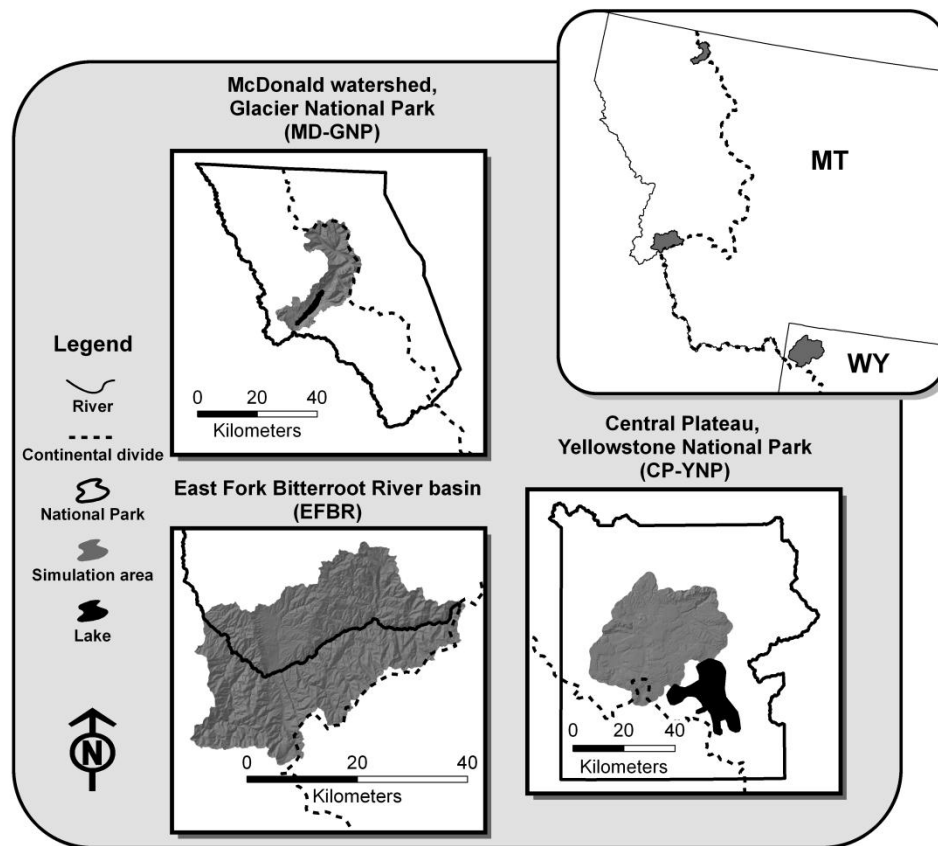 McDonald watershed,
Glacier National Park
(MD-GNP)
0 20 40
Kilometers
MT
WY
Legend
River
Continental divide
National Park
Simulation area
Lake
N
East Fork Bitterroot River basin
(EFBR)
0 20 40
Kilometers
Central Plateau,
Yellowstone National Park
(CP-YNP)
0 20 40
Kilometers